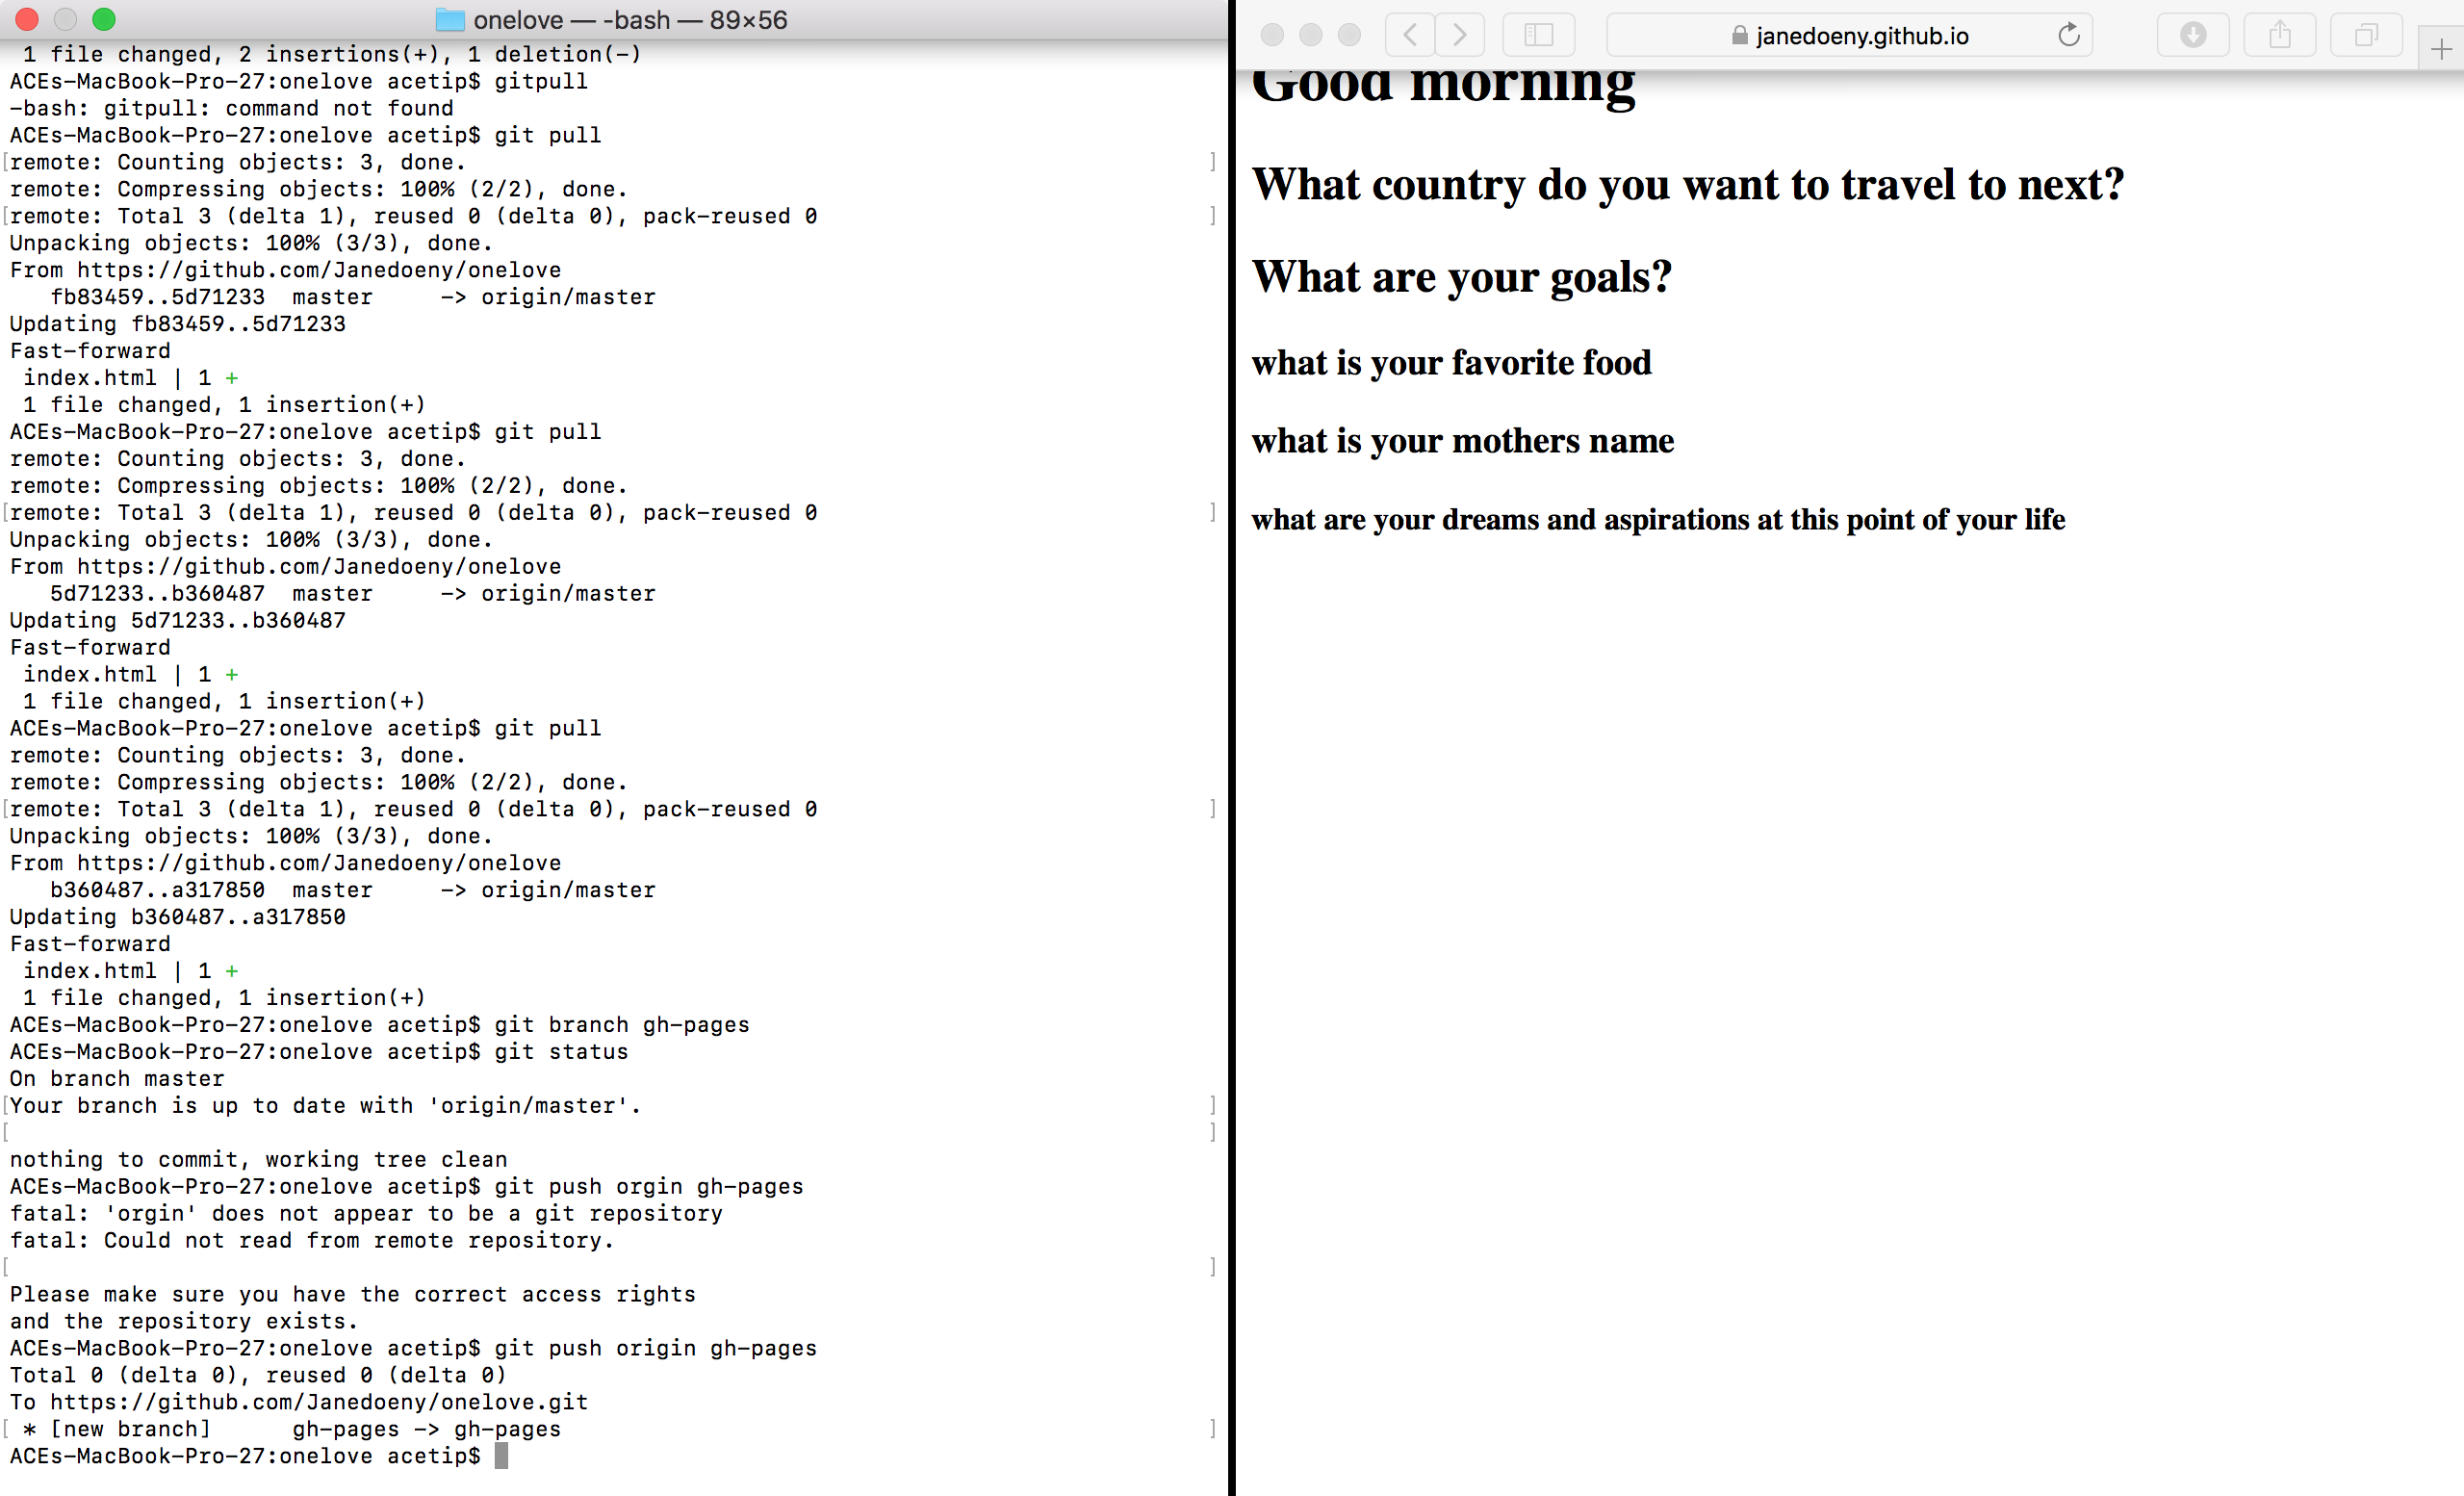 onelove — -bash — 89×56
1 file changed, 2 insertions(+), 1 deletion(-)
ACEs-MacBook-Pro-27:onelove acetip$ gitpull
-bash: gitpull: command not found
ACEs-MacBook-Pro-27:onelove acetip$ git pull
[remote: Counting objects: 3, done. ]
remote: Compressing objects: 100% (2/2), done.
[remote: Total 3 (delta 1), reused 0 (delta 0), pack-reused 0 ]
Unpacking objects: 100% (3/3), done.
From https://github.com/Janedoeny/onelove
fb83459..5d71233 master -> origin/master
Updating fb83459..5d71233
Fast-forward
index.html | 1 +
1 file changed, 1 insertion(+)
ACEs-MacBook-Pro-27:onelove acetip$ git pull
remote: Counting objects: 3, done.
remote: Compressing objects: 100% (2/2), done.
[remote: Total 3 (delta 1), reused 0 (delta 0), pack-reused 0 ]
Unpacking objects: 100% (3/3), done.
From https://github.com/Janedoeny/onelove
5d71233..b360487 master -> origin/master
Updating 5d71233..b360487
Fast-forward
index.html | 1 +
1 file changed, 1 insertion(+)
ACEs-MacBook-Pro-27:onelove acetip$ git pull
remote: Counting objects: 3, done.
remote: Compressing objects: 100% (2/2), done.
[remote: Total 3 (delta 1), reused 0 (delta 0), pack-reused 0 ]
Unpacking objects: 100% (3/3), done.
From https://github.com/Janedoeny/onelove
b360487..a317850 master -> origin/master
Updating b360487..a317850
Fast-forward
index.html | 1 +
1 file changed, 1 insertion(+)
ACEs-MacBook-Pro-27:onelove acetip$ git branch gh-pages
ACEs-MacBook-Pro-27:onelove acetip$ git status
On branch master
[Your branch is up to date with 'origin/master'. ]
[ ]
nothing to commit, working tree clean
ACEs-MacBook-Pro-27:onelove acetip$ git push orgin gh-pages
fatal: 'orgin' does not appear to be a git repository
fatal: Could not read from remote repository.
[ ]
Please make sure you have the correct access rights
and the repository exists.
ACEs-MacBook-Pro-27:onelove acetip$ git push origin gh-pages
Total 0 (delta 0), reused 0 (delta 0)
To https://github.com/Janedoeny/onelove.git
[ * [new branch] gh-pages -> gh-pages ]
ACEs-MacBook-Pro-27:onelove acetip$
janedoeny.github.io
Good morning
What country do you want to travel to next?
What are your goals?
what is your favorite food
what is your mothers name
what are your dreams and aspirations at this point of your life